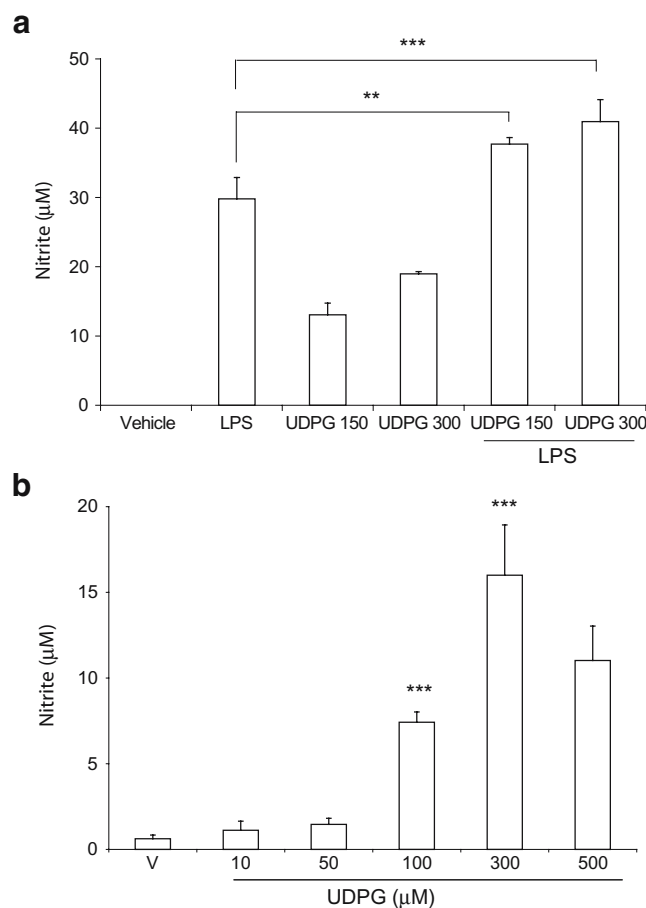 a
***
**
50
40
30
20
10
0
Nitrite (μM)
Vehicle LPS UDPG 150 UDPG 300 UDPG 150 UDPG 300
LPS
b
20
15
10
5
0
Nitrite (μM)
***
***
V 10 50 100 300 500
UDPG (μM)